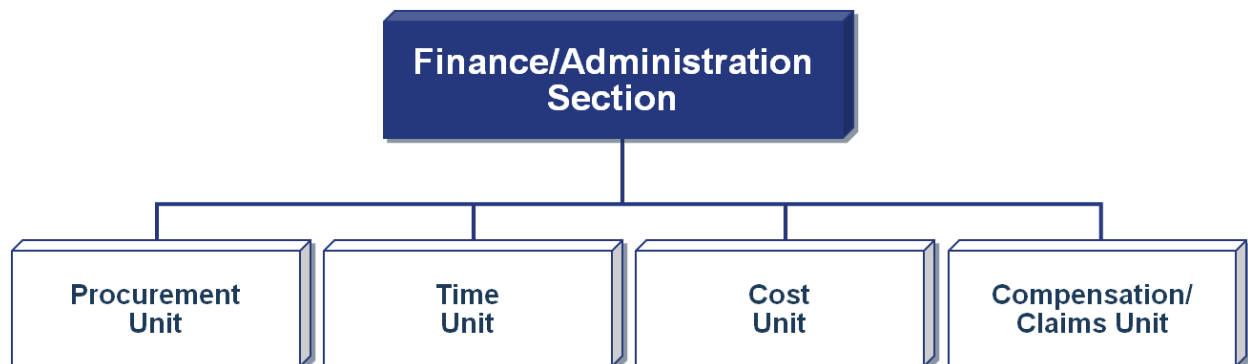 Finance/Administration
Section
Procurement
Unit
Time
Unit
Cost
Unit
Compensation/
Claims Unit